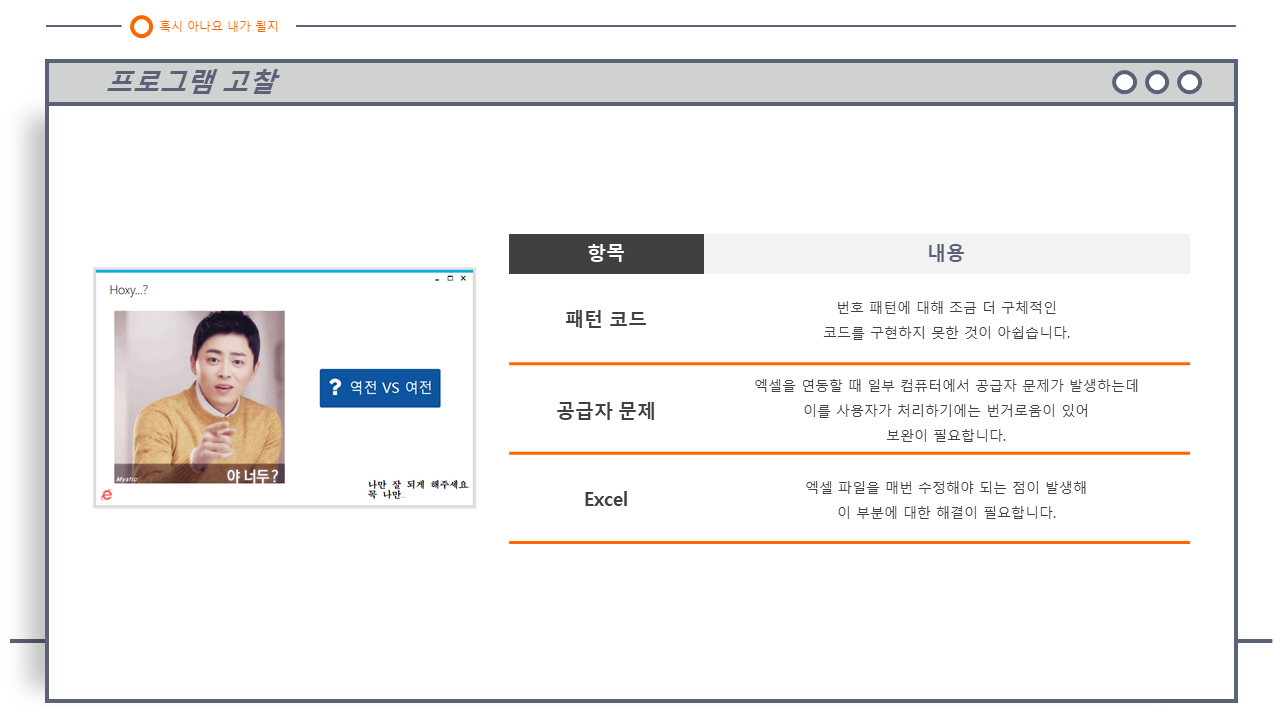 혹시 아나요 내가 될지
프로그램 고찰
Hoxy...?
야 너두?
Mystic
? 역전 VS 여전
나만 잘 되게 해주세요
꼭 나만..
항목 내용
패턴 코드
번호 패턴에 대해 조금 더 구체적인
코드를 구현하지 못한 것이 아쉽습니다.
공급자 문제
엑셀을 연동할 때 일부 컴퓨터에서 공급자 문제가 발생하는데
이를 사용자가 처리하기에는 번거로움이 있어
보완이 필요합니다.
Excel
엑셀 파일을 매번 수정해야 되는 점이 발생해
이 부분에 대한 해결이 필요합니다.